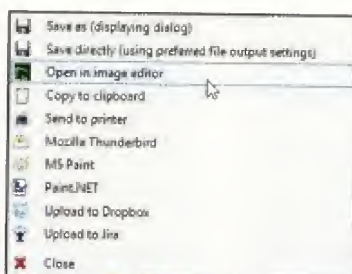 Save as (displaying dialog)
Save directly (using preferred file output settings)
Open in image editor
Copy to clipboard
Send to printer
Mozilla Thunderbird
MS Paint
Paint.NET
Upload to Dropbox
Upload to Jira
Close